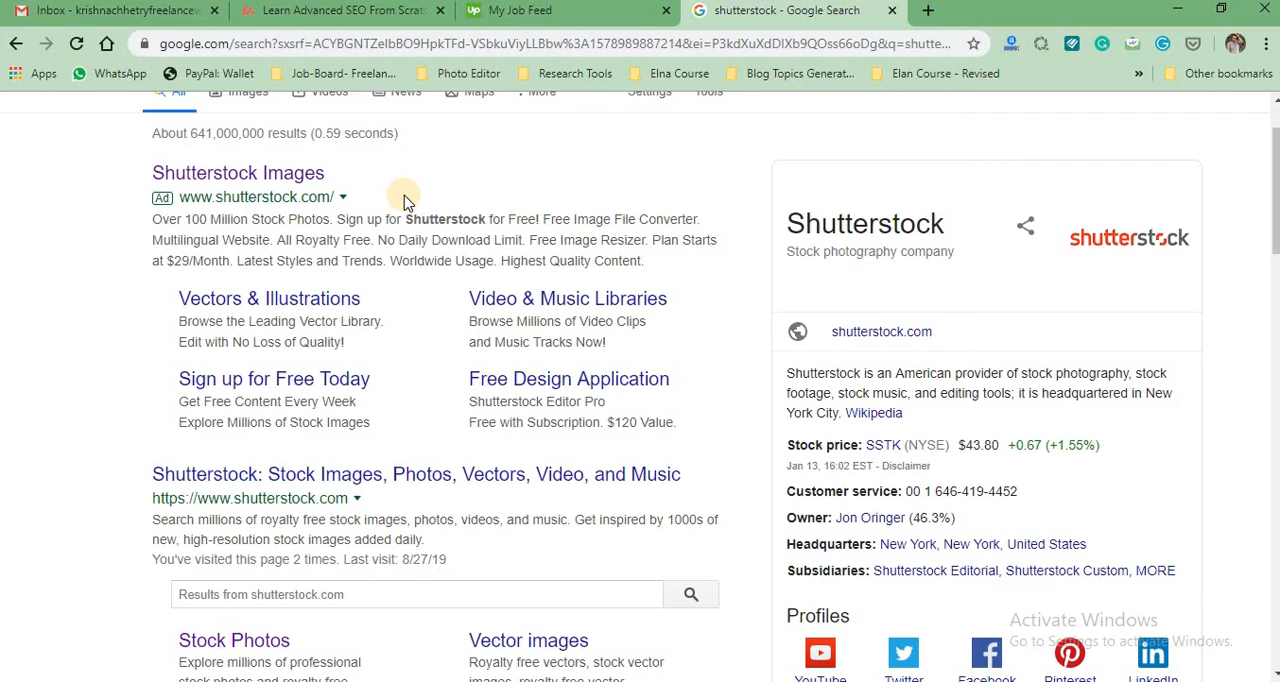 Inbox - krishnachhetryfreelancew
Learn Advanced SEO From Scratc
My Job Feed
shutterstock - Google Search
google.com/search?sxsrf=ACYBGNTZeIbEO9HpkTFd-VSbkuViyLLBbw%3A1578989887214&ei=P3kdXuXdDIXbQQOss66oDg&q=shutte...
Apps
WhatsApp
PayPal: Wallet
Job-Board- Freelan...
Photo Editor
Research Tools
Elna Course
Blog Topics Generat...
Elan Course - Revised
»
Other bookmarks
All
Images
Videos
News
Maps
More
Settings
Tools
About 641,000,000 results (0.59 seconds)
Shutterstock Images
Ad www.shutterstock.com/
Over 100 Million Stock Photos. Sign up for Shutterstock for Free! Free Image File Converter.
Multilingual Website. All Royalty Free, No Daily Download Limit. Free Image Resizer. Plan Starts
at $29/Month. Latest Styles and Trends. Worldwide Usage. Highest Quality Content.
Vectors & Illustrations
Browse the Leading Vector Library.
Edit with No Loss of Quality!
Video & Music Libraries
Browse Millions of Video Clips
and Music Tracks Now!
Sign up for Free Today
Get Free Content Every Week
Explore Millions of Stock Images
Free Design Application
Shutterstock Editor Pro
Free with Subscription. $120 Value.
Shutterstock: Stock Images, Photos, Vectors, Video, and Music
https://www.shutterstock.com
Search millions of royalty free stock images, photos, videos, and music. Get inspired by 1000s of
new, high-resolution stock images added daily.
You've visited this page 2 times. Last visit: 8/27/19
Results from shutterstock.com
Stock Photos
Explore millions of professional
stock photos and royalty free
Vector images
Royalty free vectors, stock vector
images, royalty free vector
Shutterstock
Stock photography company
shutterstock
shutterstock.com
Shutterstock is an American provider of stock photography, stock
footage, stock music, and editing tools; it is headquartered in New
York City. Wikipedia
Stock price: SSTK (NYSE) $43.80 +0.67 (+1.55%)
Jan 13, 16:02 EST - Disclaimer
Customer service: 00 1 646-419-4452
Owner: Jon Oringer (46.3%)
Headquarters: New York, New York, United States
Subsidiaries: Shutterstock Editorial, Shutterstock Custom, MORE
Profiles
YouTube
Twitter
Facebook
Pinterest
LinkedIn
Activate Windows
Go to Settings to activate Windows.